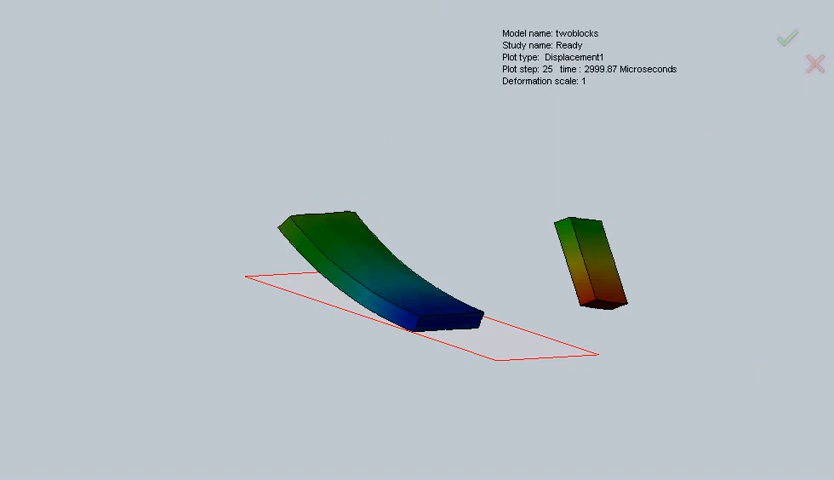 Model name: twoblocks
Study name: Ready
Plot type: Displacement1
Plot step: 25 time : 2999.87 Microseconds
Deformation scale: 1